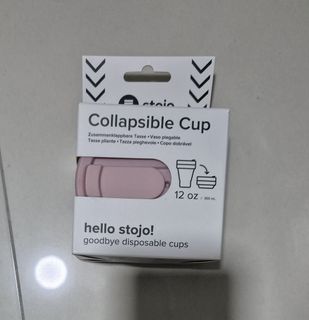 stojo
Collapsible Cup
Zusammenklappbare Tasse • Vaso plegable
Tasse pliente • Tazza pieghevole • Copo dobrável
12 oz
hello stojo!
goodbye disposable cups